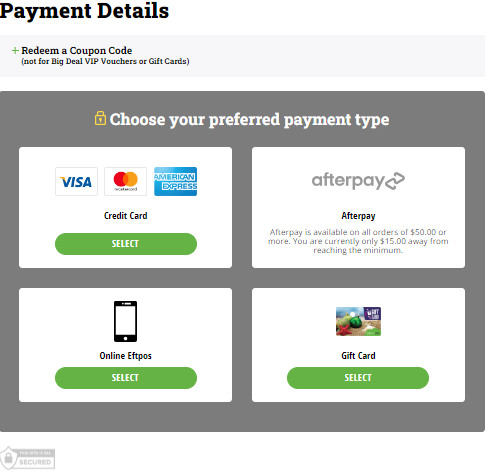 Payment Details
+ Redeem a Coupon Code
(not for Big Deal VIP Vouchers or Gift Cards)
Choose your preferred payment type
VISA
mastercard
AMERICAN
EXPRESS
Credit Card
SELECT
afterpay
Afterpay
Afterpay is available on all orders of $50.00 or
more. You are currently only $15.00 away from
reaching the minimum.
Online Eftpos
SELECT
GIFT
CARD
Gift Card
SELECT
SECURED